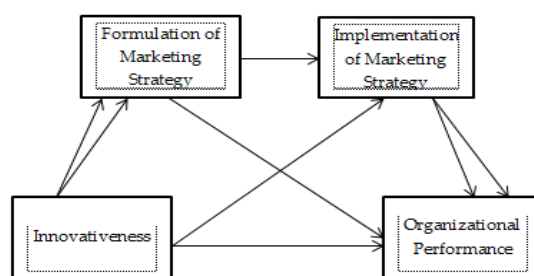 Formulation of
Marketing
Strategy
Implementation
of Marketing
Strategy
Innovativeness
Organizational
Performance